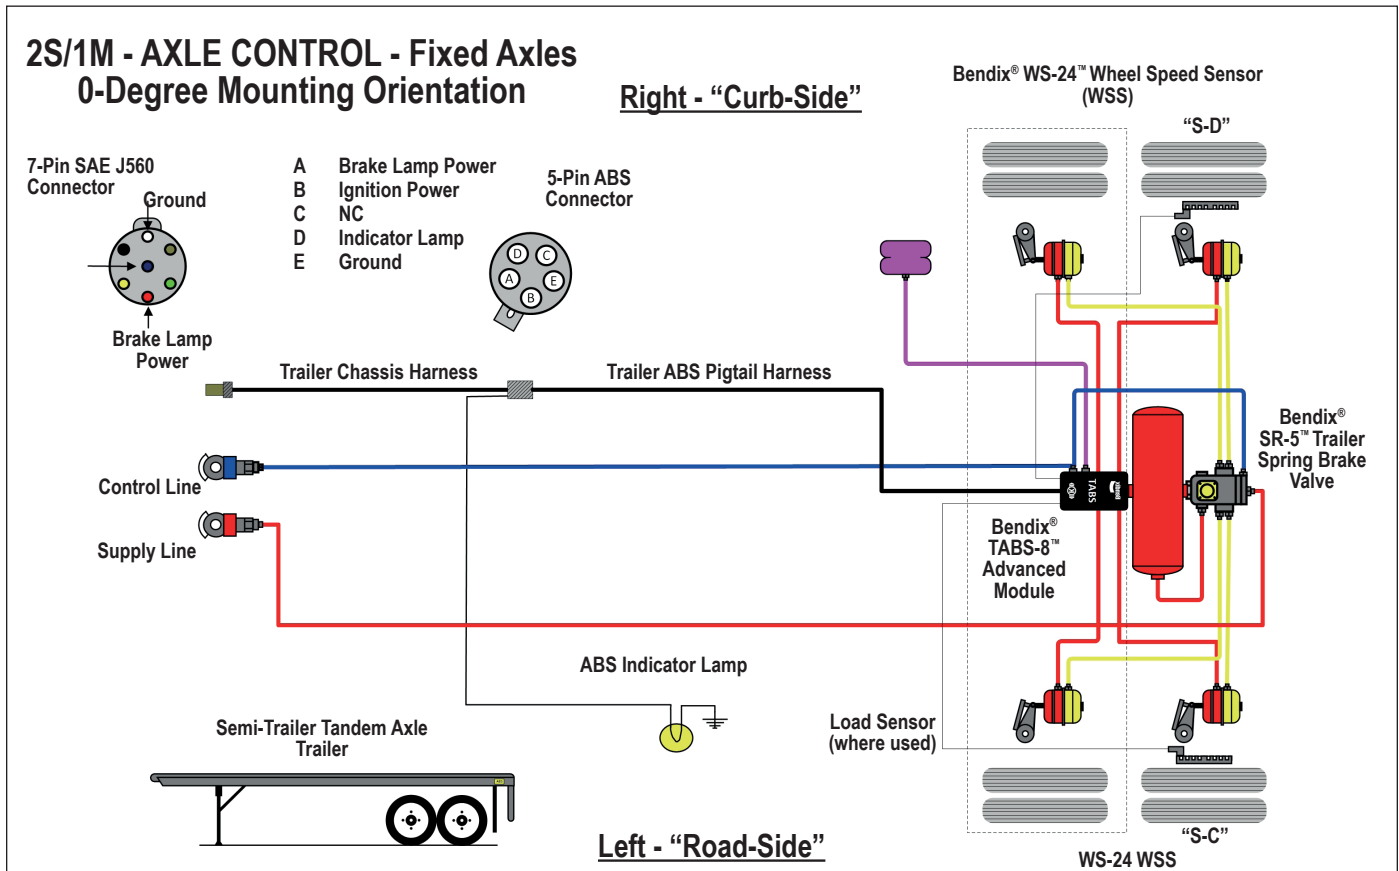 2S/1M - AXLE CONTROL - Fixed Axles
0-Degree Mounting Orientation
Right - “Curb-Side”
Bendix® WS-24™ Wheel Speed Sensor
(WSS)
“S-D”
7-Pin SAE J560
Connector
Ground
Brake Lamp
Power
A Brake Lamp Power
B Ignition Power
C NC
D Indicator Lamp
E Ground
5-Pin ABS
Connector
D C
A E
B
Trailer Chassis Harness
Trailer ABS Pigtail Harness
Control Line
Supply Line
TABS
Bendix®
TABS-8™
Advanced
Module
Bendix®
SR-5™ Trailer
Spring Brake
Valve
ABS Indicator Lamp
Load Sensor
(where used)
Semi-Trailer Tandem Axle
Trailer
ABS
Left - “Road-Side”
“S-C”
WS-24 WSS